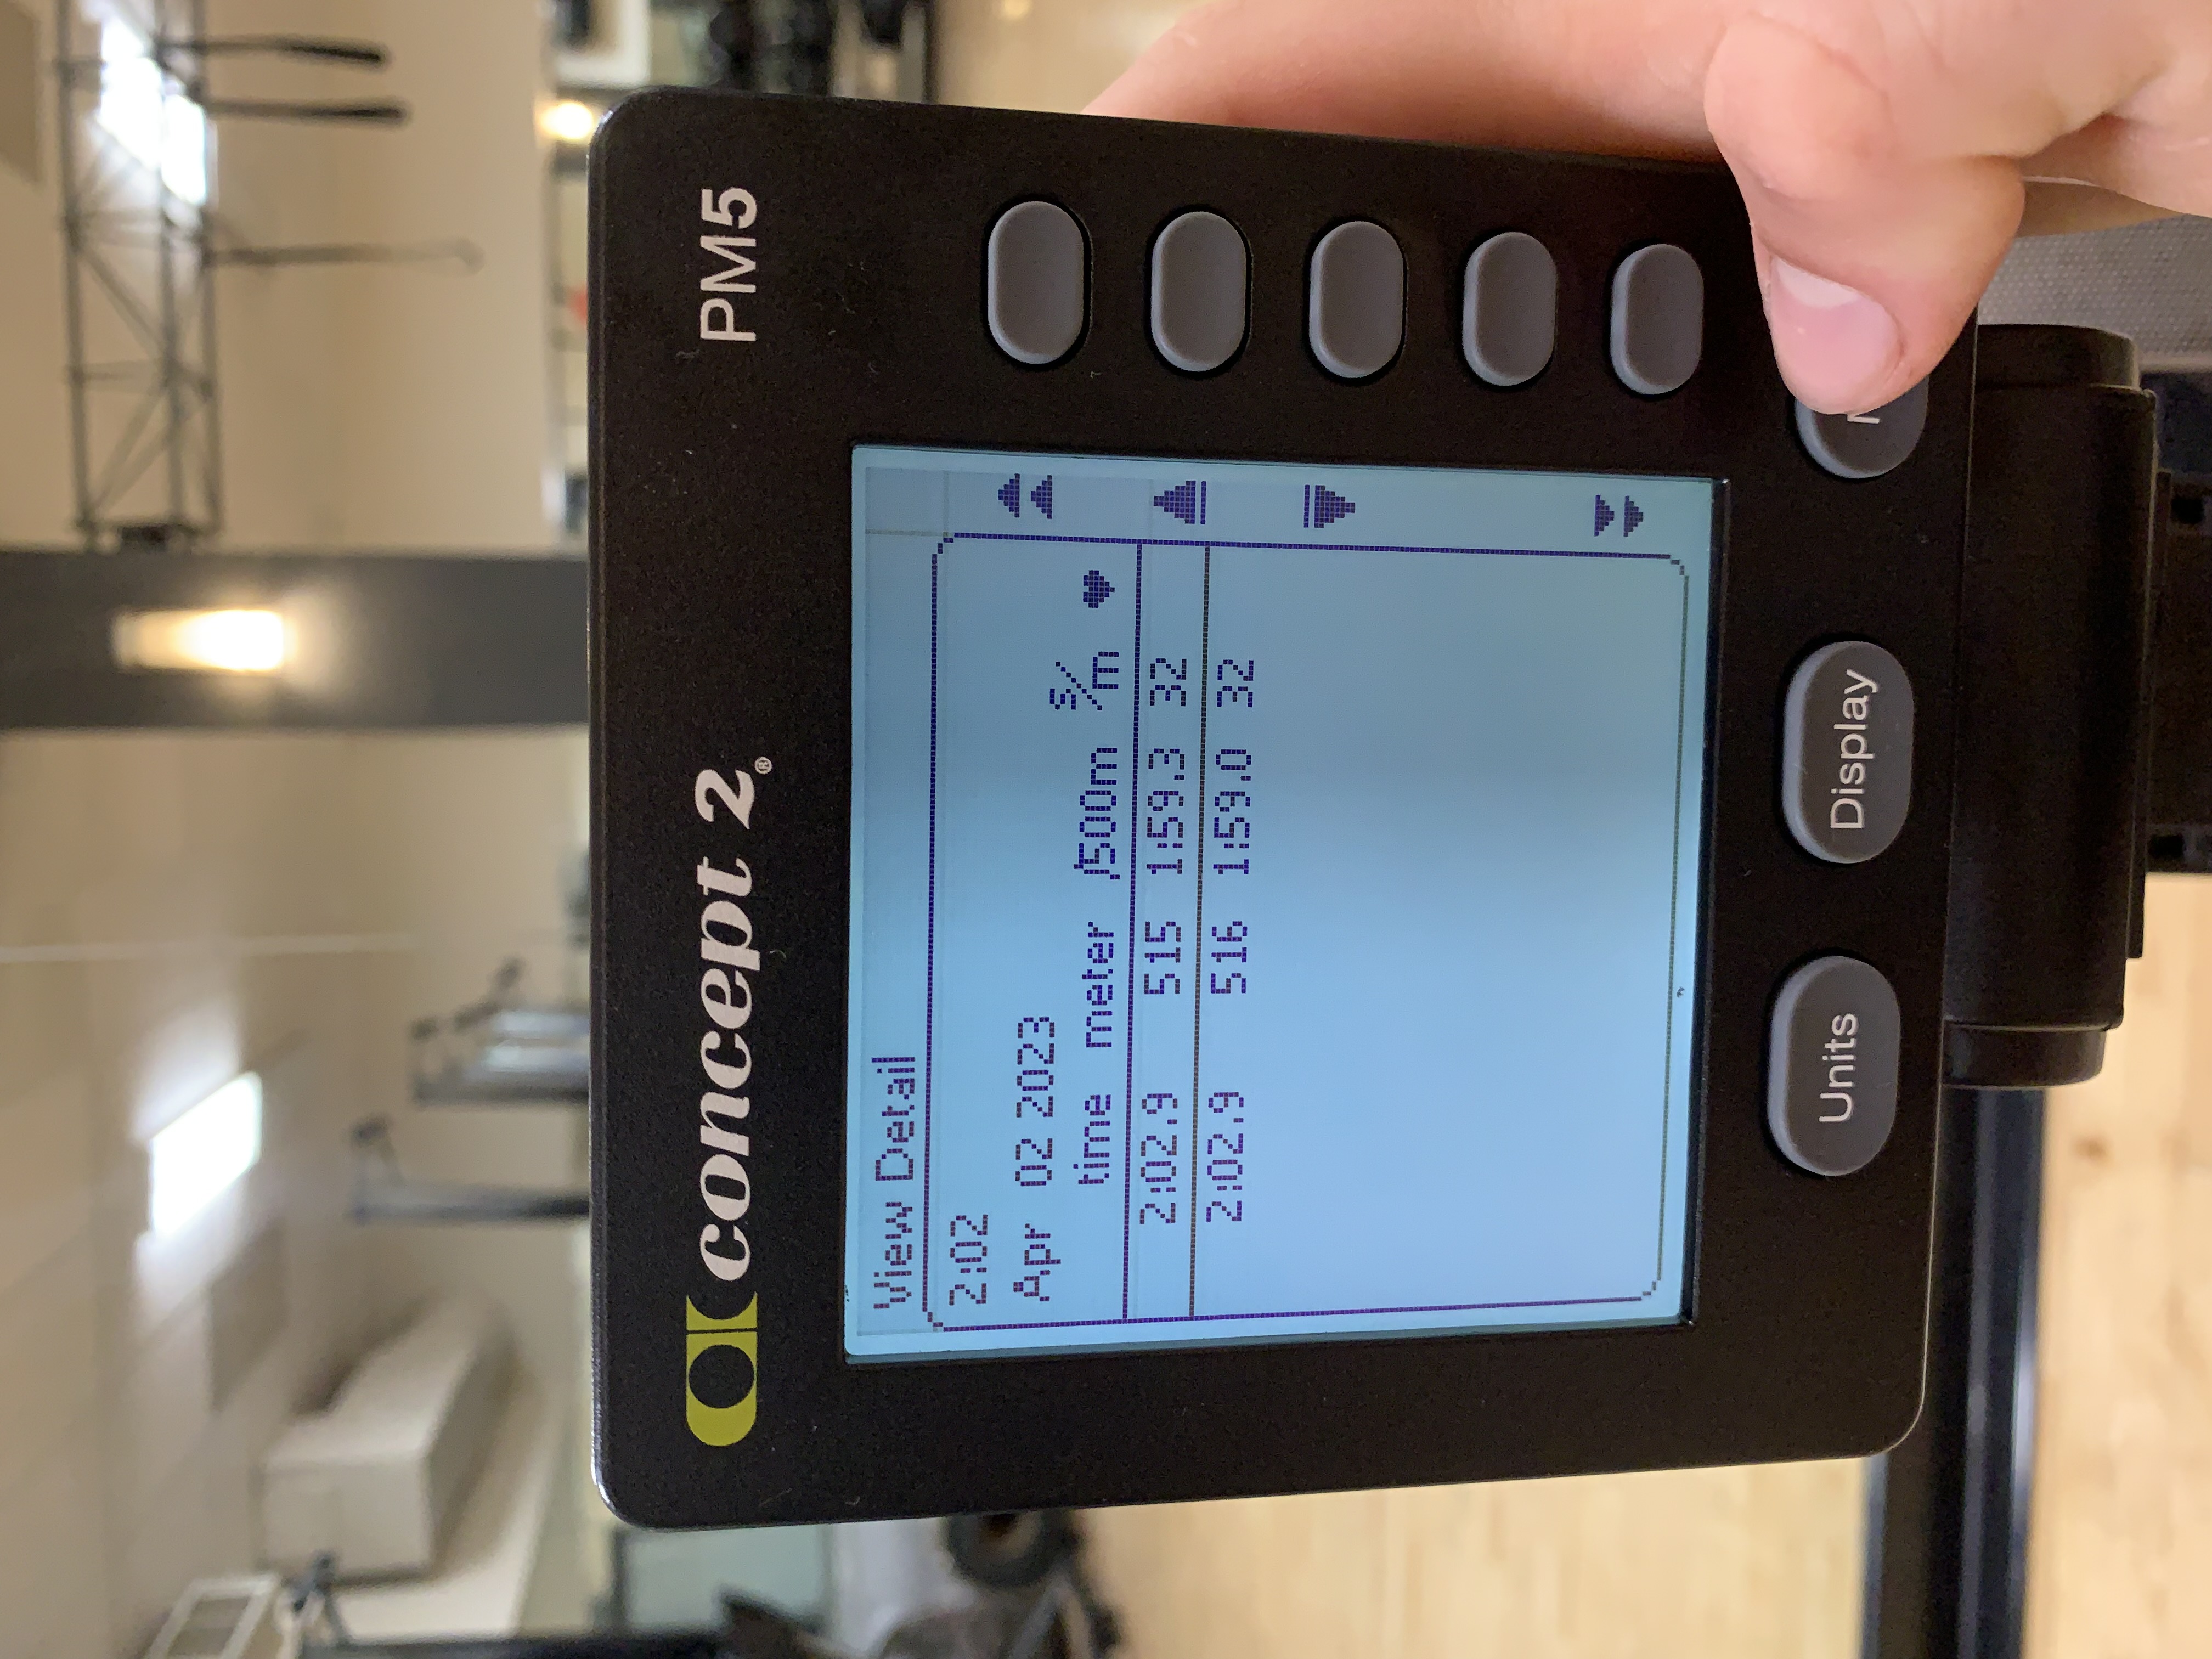 concept 2® PM5
View Detail
2:02
Apr 02 2023
time meter /500m s/m ♥
2:02.9 515 1:59.3 32
2:02.9 516 1:59.0 32
Units Display